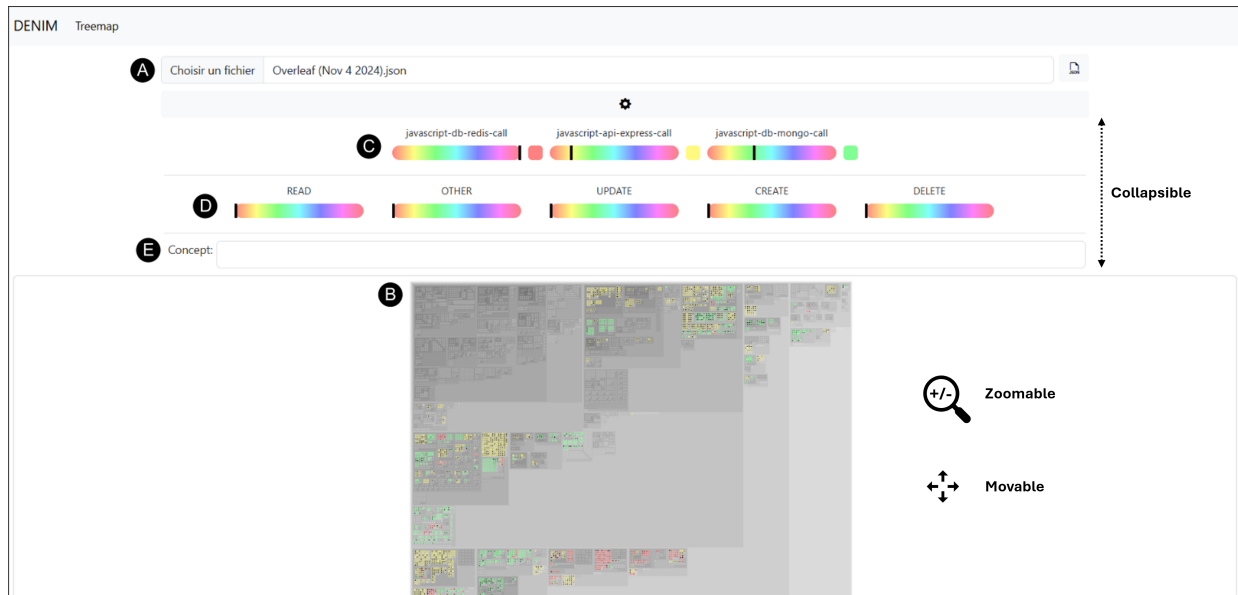 DENIM Treemap
A Choisir un fichier Overleaf (Nov 4 2024).json JSON
C javascript-db-redis-call javascript-api-express-call javascript-db-mongo-call
D READ OTHER UPDATE CREATE DELETE
Collapsible
E Concept:
B
+/- Zoomable
Movable